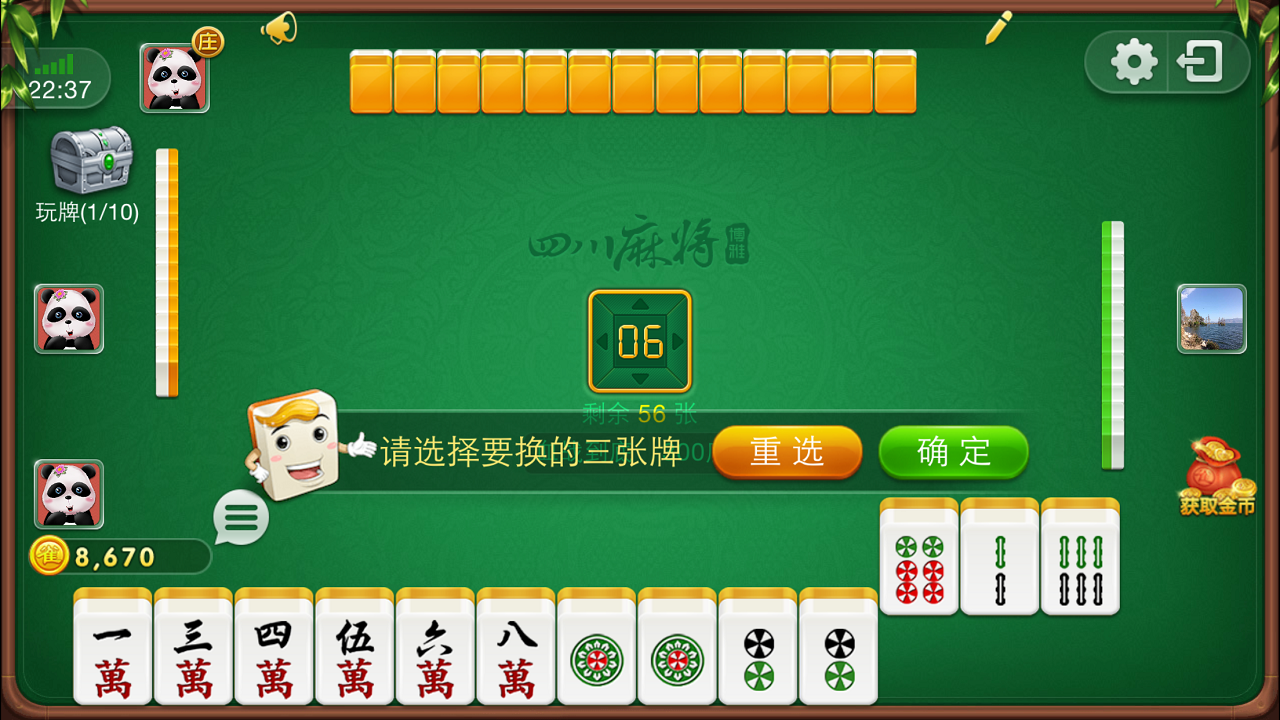 庄
22:37
玩牌(1/10)
四川麻将
博雅
06
剩余 56 张
请选择要换的三张牌
重选
确定
获取金币
雀
8,670
一萬
三萬
四萬
伍萬
六萬
八萬